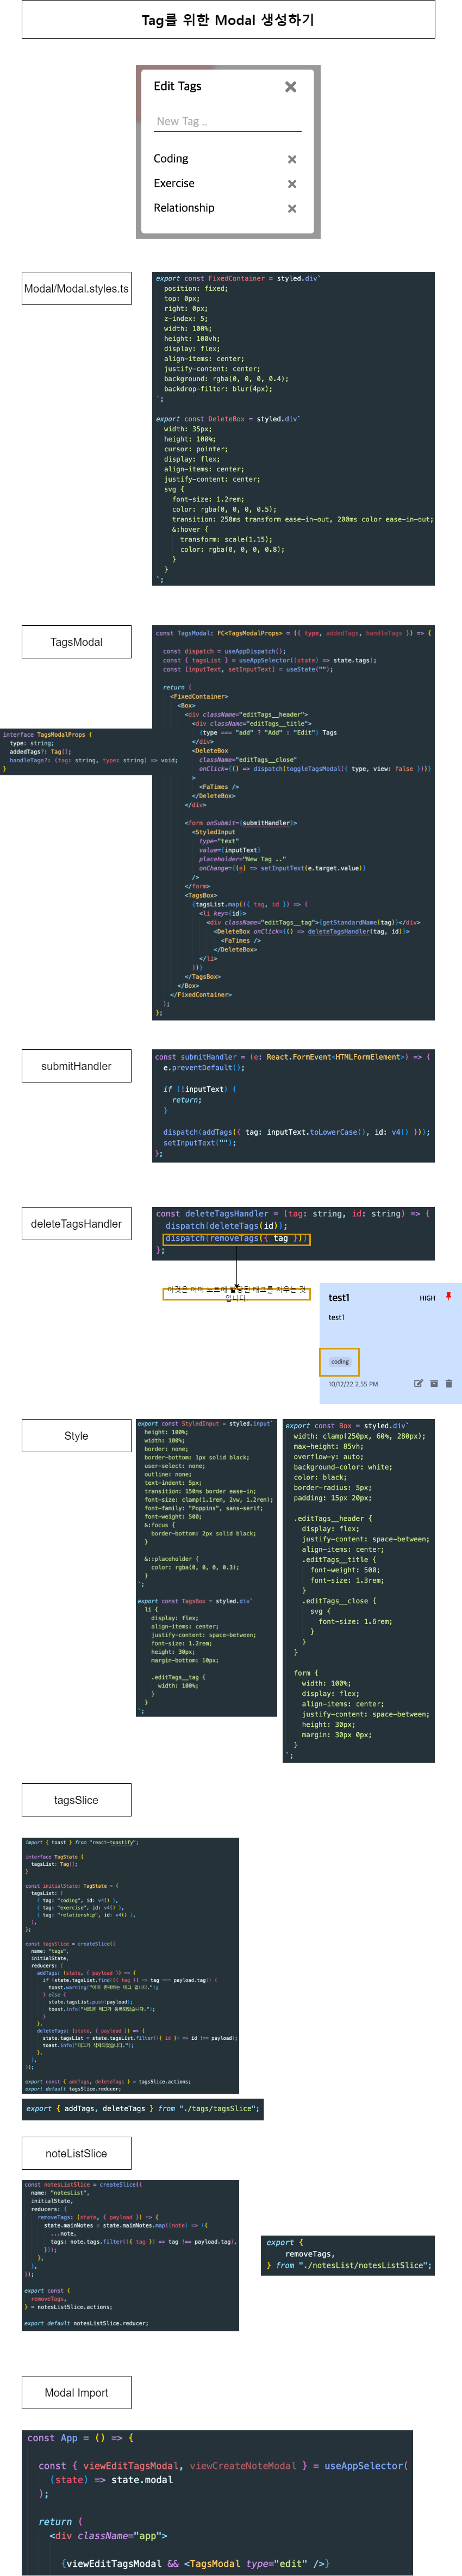 Tag를 위한 Modal 생성하기
Edit Tags
New Tag ..
Coding
Exercise
Relationship
Modal/Modal.styles.ts
export const FixedContainer = styled.div`
position: fixed;
top: 0px;
right: 0px;
z-index: 5;
width: 100%;
height: 100vh;
display: flex;
align-items: center;
justify-content: center;
background: rgba(0, 0, 0, 0.4);
backdrop-filter: blur(4px);
`;
export const DeleteBox = styled.div`
width: 35px;
height: 100%;
cursor: pointer;
display: flex;
align-items: center;
justify-content: center;
svg {
font-size: 1.2rem;
color: rgba(0, 0, 0, 0.5);
transition: 250ms transform ease-in-out, 200ms color ease-in-out;
&:hover {
transform: scale(1.15);
color: rgba(0, 0, 0, 0.8);
}
}
`;
TagsModal
const TagsModal: FC<TagsModalProps> = ({ type, addedTags, handleTags }) => {
const dispatch = useAppDispatch();
const { tagsList } = useAppSelector((state) => state.tags);
const [inputText, setInputText] = useState("");
return (
<FixedContainer>
<Box>
<div className="editTags__header">
<div className="editTags__title">
{type === "add" ? "Add" : "Edit"} Tags
</div>
<DeleteBox
className="editTags__close"
onClick={() => dispatch(toggleTagsModal({ type, view: false }))}
>
<FaTimes />
</DeleteBox>
</div>
<form onSubmit={submitHandler}>
<StyledInput
type="text"
value={inputText}
placeholder="New Tag .."
onChange={(e) => setInputText(e.target.value)}
/>
</form>
<TagsBox>
{tagsList.map(({ tag, id }) => (
<li key={id}>
<div className="editTags__tag">{getStandardName(tag)}</div>
<DeleteBox onClick={() => deleteTagsHandler(tag, id)}>
<FaTimes />
</DeleteBox>
</li>
))}
</TagsBox>
</Box>
</FixedContainer>
);
};
interface TagsModalProps {
type: string;
addedTags?: Tag[];
handleTags?: (tag: string, type: string) => void;
}
submitHandler
const submitHandler = (e: React.FormEvent<HTMLFormElement>) => {
e.preventDefault();
if (!inputText) {
return;
}
dispatch(addTags({ tag: inputText.toLowerCase(), id: v4() }));
setInputText("");
};
deleteTagsHandler
const deleteTagsHandler = (tag: string, id: string) => {
dispatch(deleteTags(id));
dispatch(removeTags({ tag }))
};
이것은 이미 노트에 할당된 태그를 지우는 것
입니다.
test1
HIGH
test1
coding
10/12/22 2.55 PM
Style
export const StyledInput = styled.input`
height: 100%;
width: 100%;
border: none;
border-bottom: 1px solid black;
user-select: none;
outline: none;
text-indent: 5px;
transition: 150ms border ease-in;
font-size: clamp(1.1rem, 2vw, 1.2rem);
font-family: "Poppins", sans-serif;
font-weight: 500;
&:focus {
border-bottom: 2px solid black;
}
&::placeholder {
color: rgba(0, 0, 0, 0.3);
}
`;
export const TagsBox = styled.div`
li {
display: flex;
align-items: center;
justify-content: space-between;
font-size: 1.2rem;
height: 30px;
margin-bottom: 10px;
.editTags__tag {
width: 100%;
}
}
`;
export const Box = styled.div`
width: clamp(250px, 60%, 280px);
max-height: 85vh;
overflow-y: auto;
background-color: white;
color: black;
border-radius: 5px;
padding: 15px 20px;
.editTags__header {
display: flex;
justify-content: space-between;
align-items: center;
.editTags__title {
font-weight: 500;
font-size: 1.3rem;
}
.editTags__close {
svg {
font-size: 1.6rem;
}
}
}
form {
width: 100%;
display: flex;
align-items: center;
justify-content: space-between;
height: 30px;
margin: 30px 0px;
}
`;
tagsSlice
import { toast } from "react-toastify";
interface TagState {
tagsList: Tag[];
}
const initialState: TagState = {
tagsList: [
{ tag: "coding", id: v4() },
{ tag: "exercise", id: v4() },
{ tag: "relationship", id: v4() },
],
};
const tagsSlice = createSlice({
name: "tags",
initialState,
reducers: {
addTags: (state, { payload }) => {
if (state.tagsList.find(({ tag }) => tag === payload.tag)) {
toast.warning("이미 존재하는 태그 입니다.");
} else {
state.tagsList.push(payload);
toast.info("새로운 태그가 등록되었습니다.");
}
},
deleteTags: (state, { payload }) => {
state.tagsList = state.tagsList.filter(({ id }) => id !== payload);
toast.info("태그가 삭제되었습니다.");
},
},
});
export const { addTags, deleteTags } = tagsSlice.actions;
export default tagsSlice.reducer;
export { addTags, deleteTags } from "./tags/tagsSlice";
noteListSlice
const notesListSlice = createSlice({
name: "notesList",
initialState,
reducers: {
removeTags: (state, { payload }) => {
state.mainNotes = state.mainNotes.map((note) => ({
...note,
tags: note.tags.filter(({ tag }) => tag !== payload.tag),
}));
},
},
});
export const {
removeTags,
} = notesListSlice.actions;
export default notesListSlice.reducer;
export {
removeTags,
} from "./notesList/notesListSlice";
Modal Import
const App = () => {
const { viewEditTagsModal, viewCreateNoteModal } = useAppSelector(
(state) => state.modal
);
return (
<div className="app">
{viewEditTagsModal && <TagsModal type="edit" />}